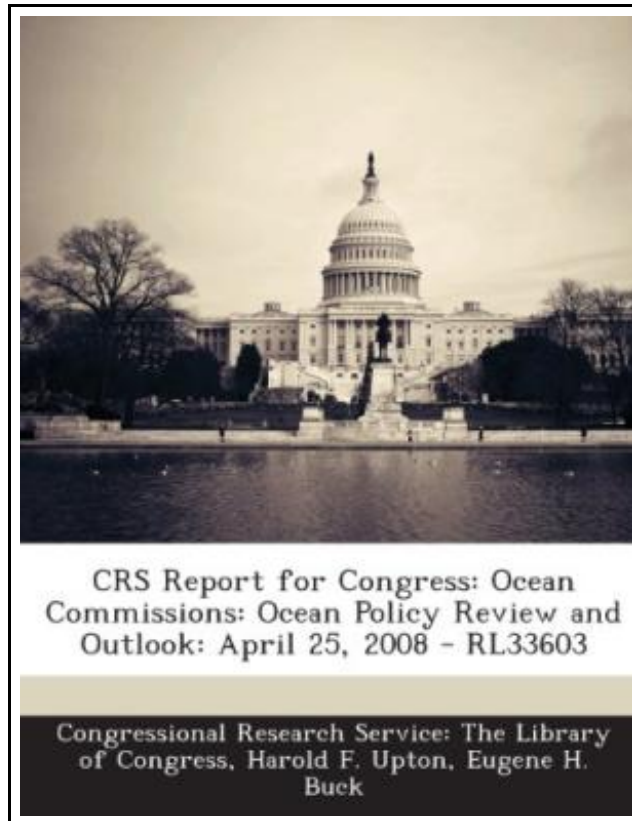 CRS Report for Congress: Ocean
Commissions: Ocean Policy Review and
Outlook: April 25, 2008 - RL33603
Congressional Research Service: The Library
of Congress, Harold F. Upton, Eugene H.
Buck